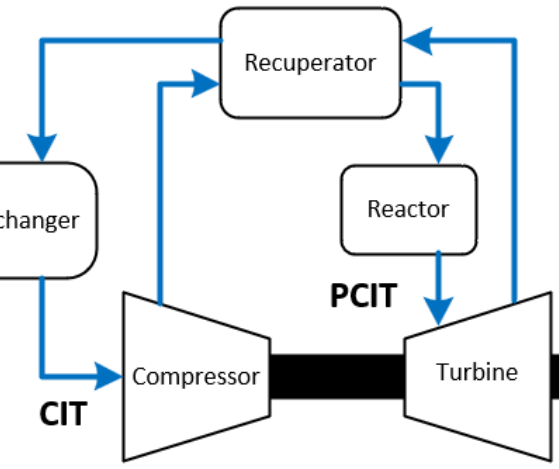 Recuperator
Reactor
changer
PCIT
Compressor
Turbine
CIT